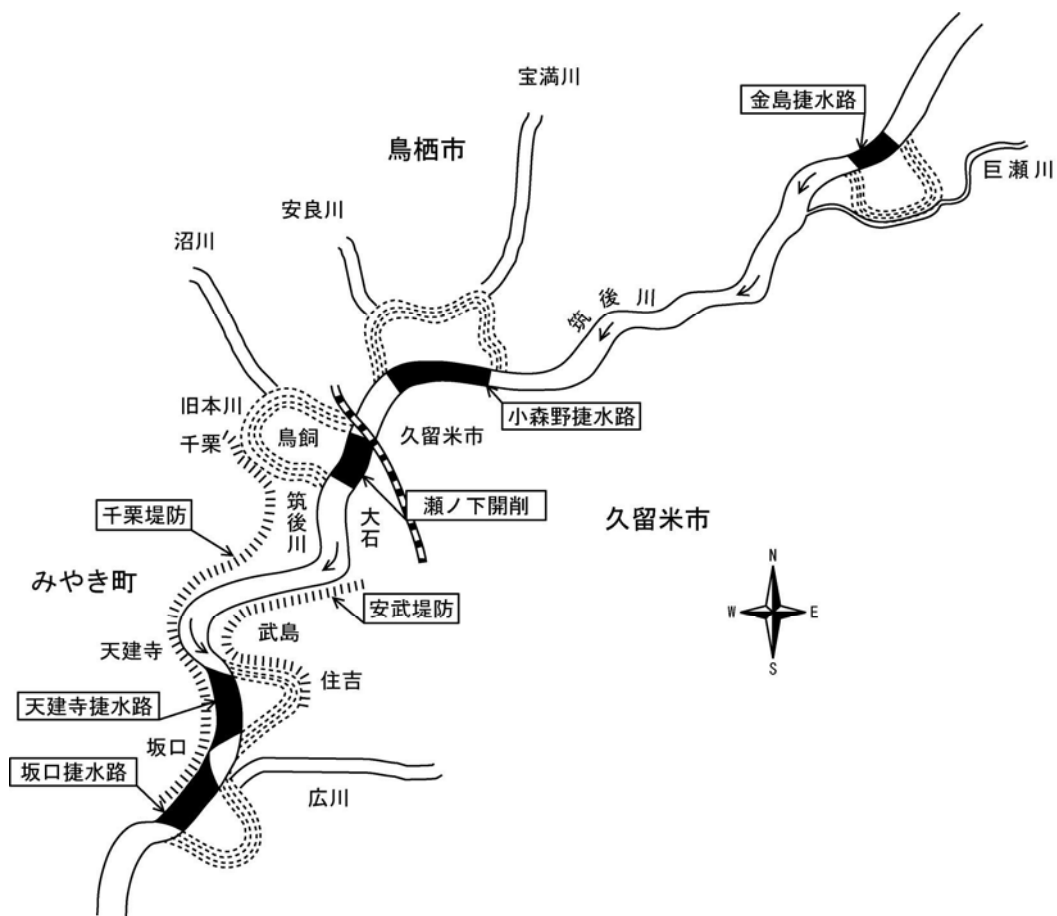 宝満川
金島捷水路
鳥栖市
巨瀬川
安良川
沼川
筑後川
旧本川
小森野捷水路
千栗
鳥飼
久留米市
筑後川
大石
瀬ノ下開削
千栗堤防
久留米市
みやき町
N
安武堤防
W
E
武島
天建寺
S
住吉
天建寺捷水路
坂口
坂口捷水路
広川